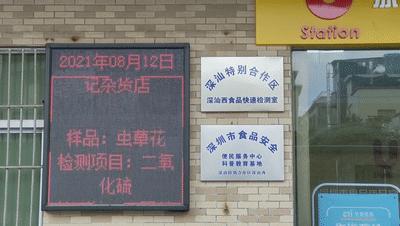 2021年08月12日
记杂货店
样品：虫草花
检测项目：二氧
化硫
深汕特别合作区
深汕西食品快速检测室
深圳市食品安全
便民服务中心
科普教育基地
Station